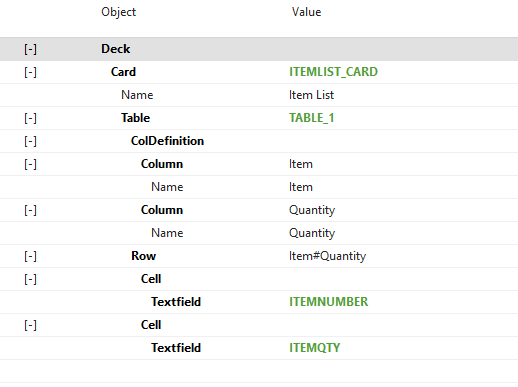 Object Value
[-] Deck
[-] Card ITEMLIST_CARD
Name Item List
[-] Table TABLE_1
[-] ColDefinition
[-] Column Item
Name Item
[-] Column Quantity
Name Quantity
[-] Row Item#Quantity
[-] Cell
Textfield ITEMNUMBER
[-] Cell
Textfield ITEMQTY